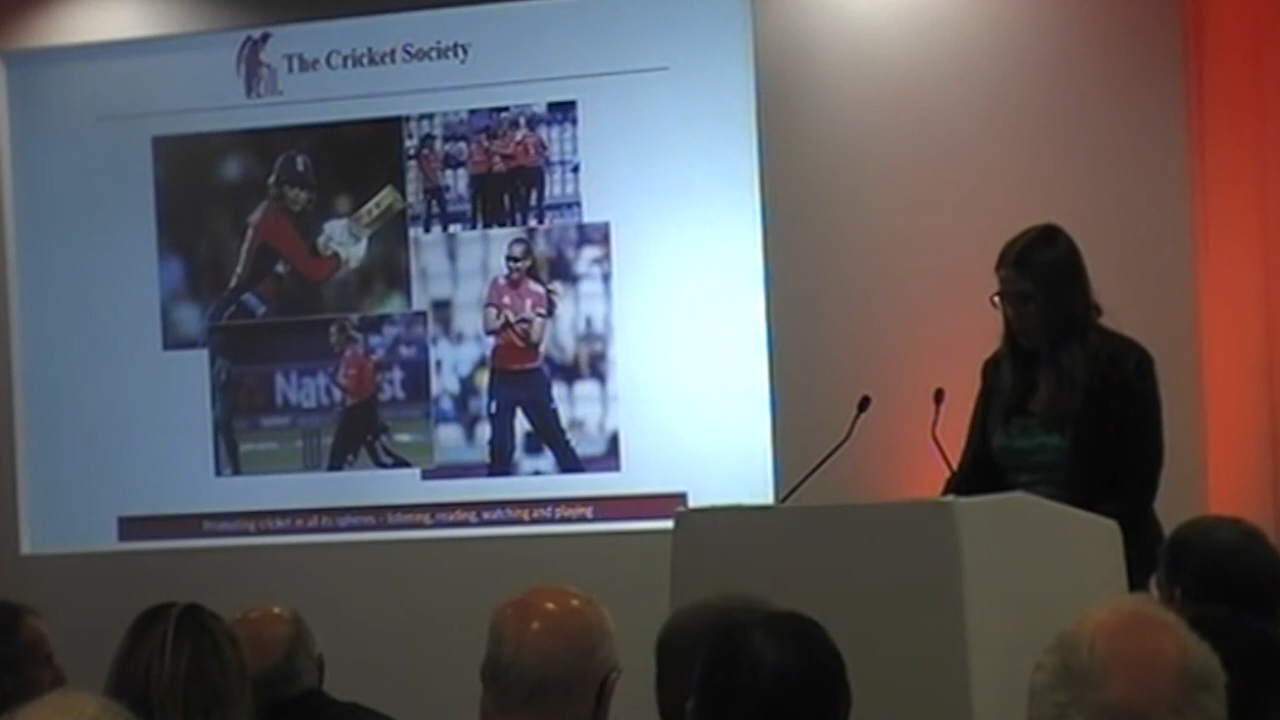 The Cricket Society
NatWest
Promoting cricket in all its spheres - listening, reading, watching and playing